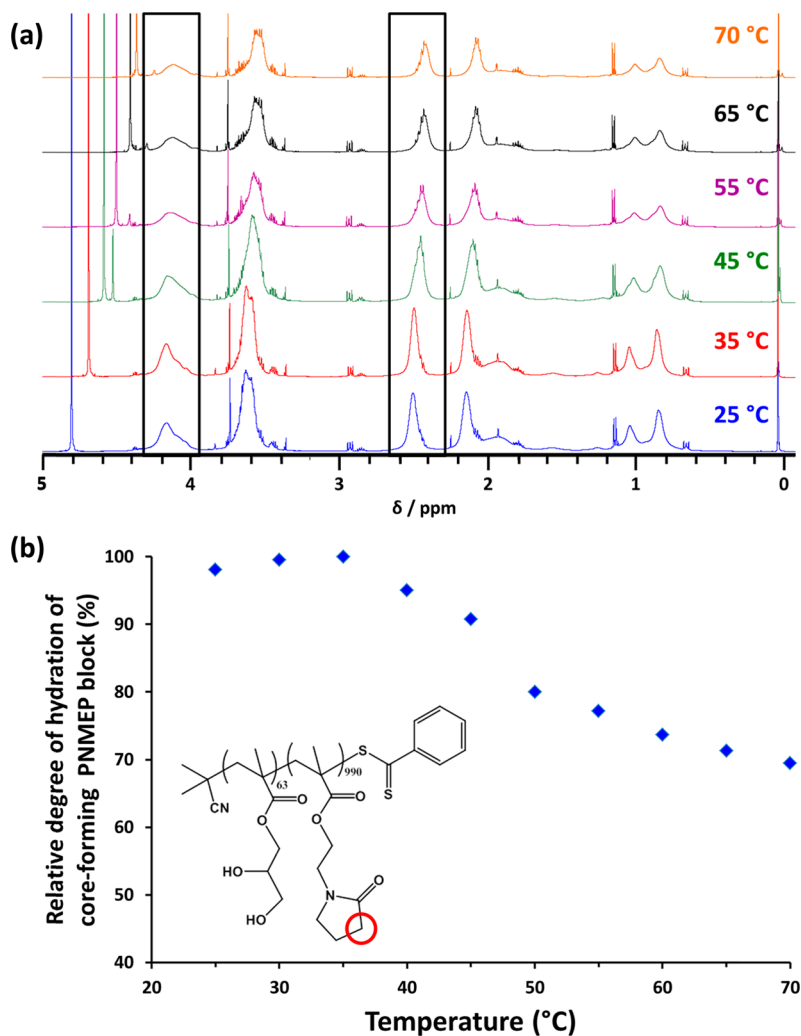 (a)
70 °C
65 °C
55 °C
45 °C
35 °C
25 °C
5 4 3 2 1 0
δ / ppm
(b)
Relative degree of hydration of
core-forming PNMEP block (%)
100
90
80
70
60
50
40
S
S
CN
63
990
O
O
O
O
HO
HO
N
O
20 30 40 50 60 70
Temperature (°C)